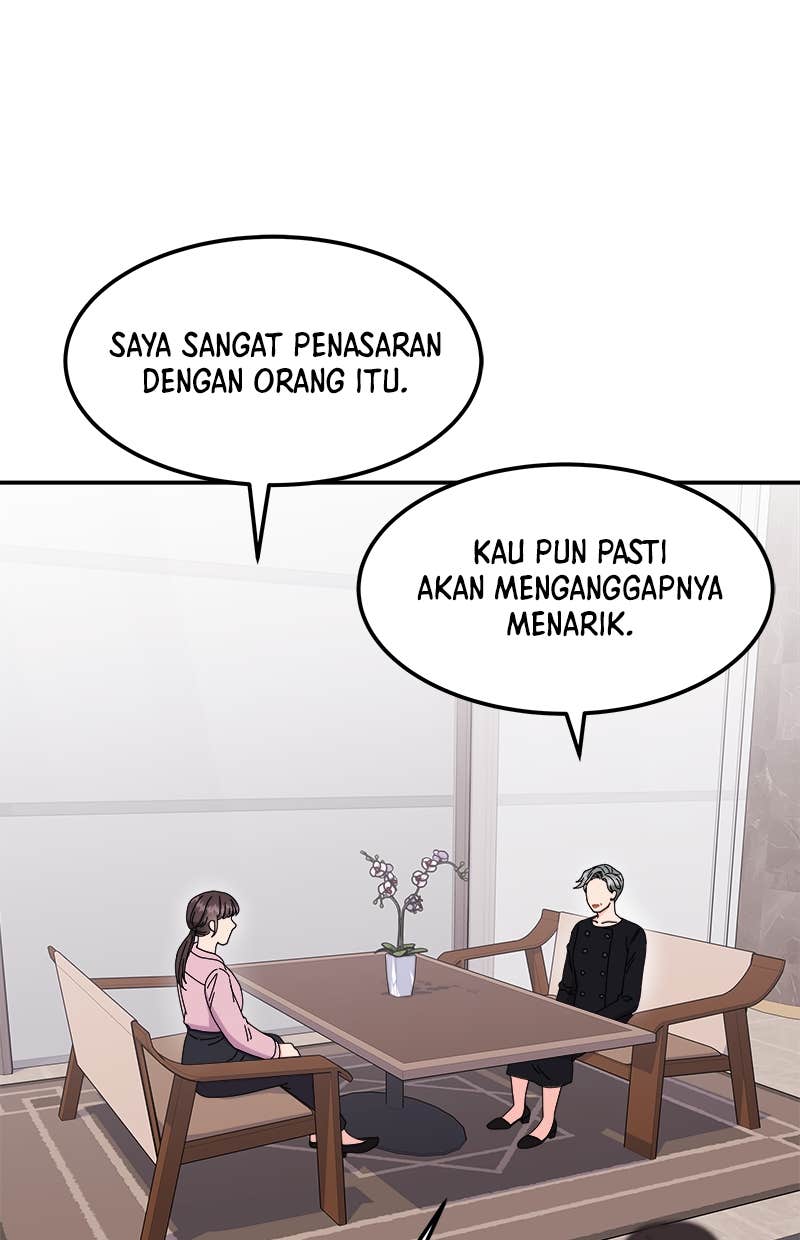 SAYA SANGAT PENASARAN
DENGAN ORANG ITU.
KAU PUN PASTI
AKAN MENGANGGAPNYA
MENARIK.